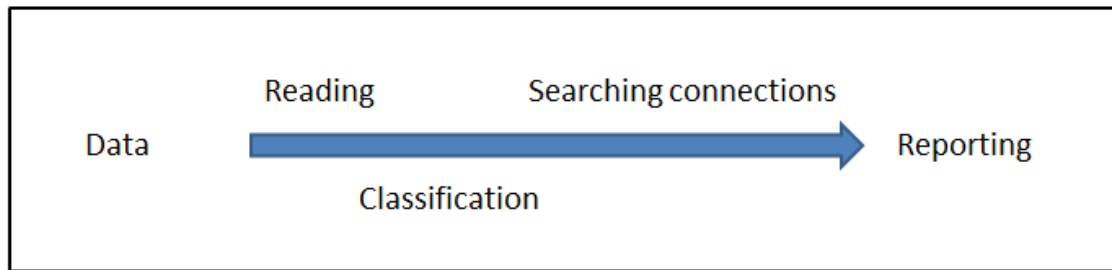 Reading
Searching connections
Data
Reporting
Classification